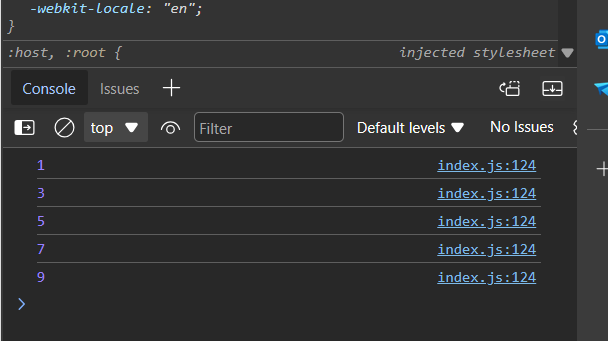 -webkit-locale: "en";
}
:host, :root { injected stylesheet
Console Issues
top Filter Default levels No Issues
1 index.js:124
3 index.js:124
5 index.js:124
7 index.js:124
9 index.js:124